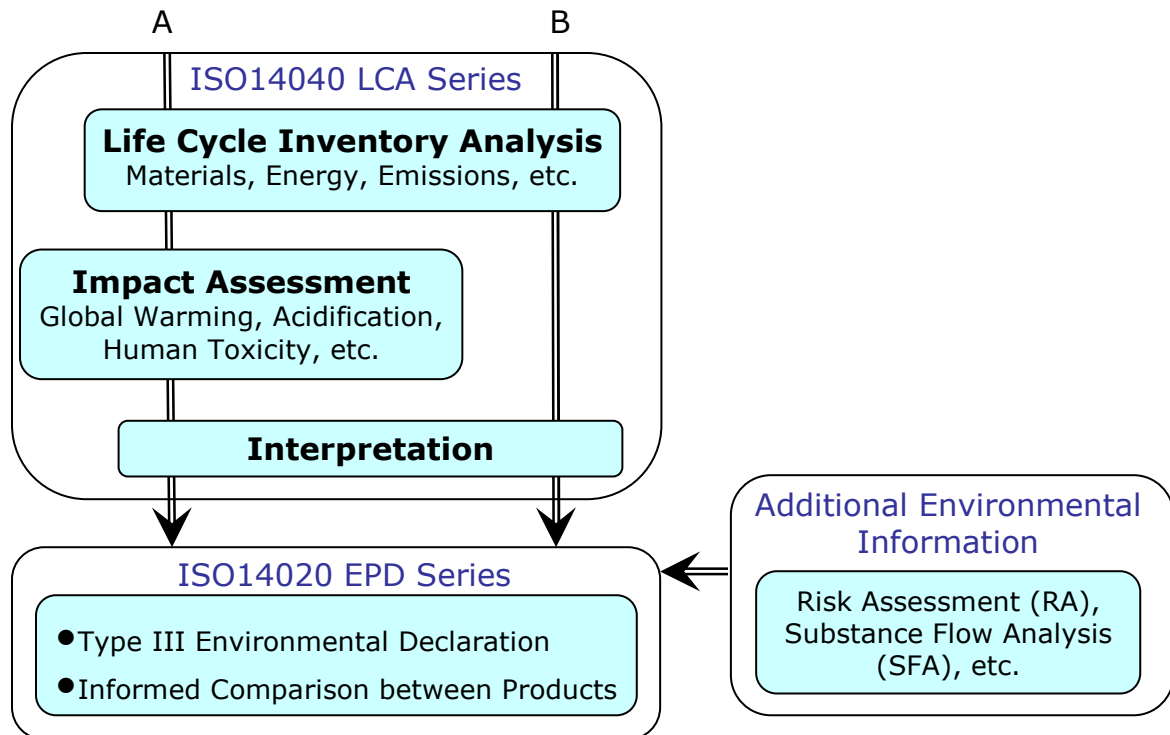 A
B
ISO14040 LCA Series
Life Cycle Inventory Analysis
Materials, Energy, Emissions, etc.
Impact Assessment
Global Warming, Acidification,
Human Toxicity, etc.
Interpretation
Additional Environmental
Information
Risk Assessment (RA),
Substance Flow Analysis
(SFA), etc.
ISO14020 EPD Series
●Type III Environmental Declaration
●Informed Comparison between Products